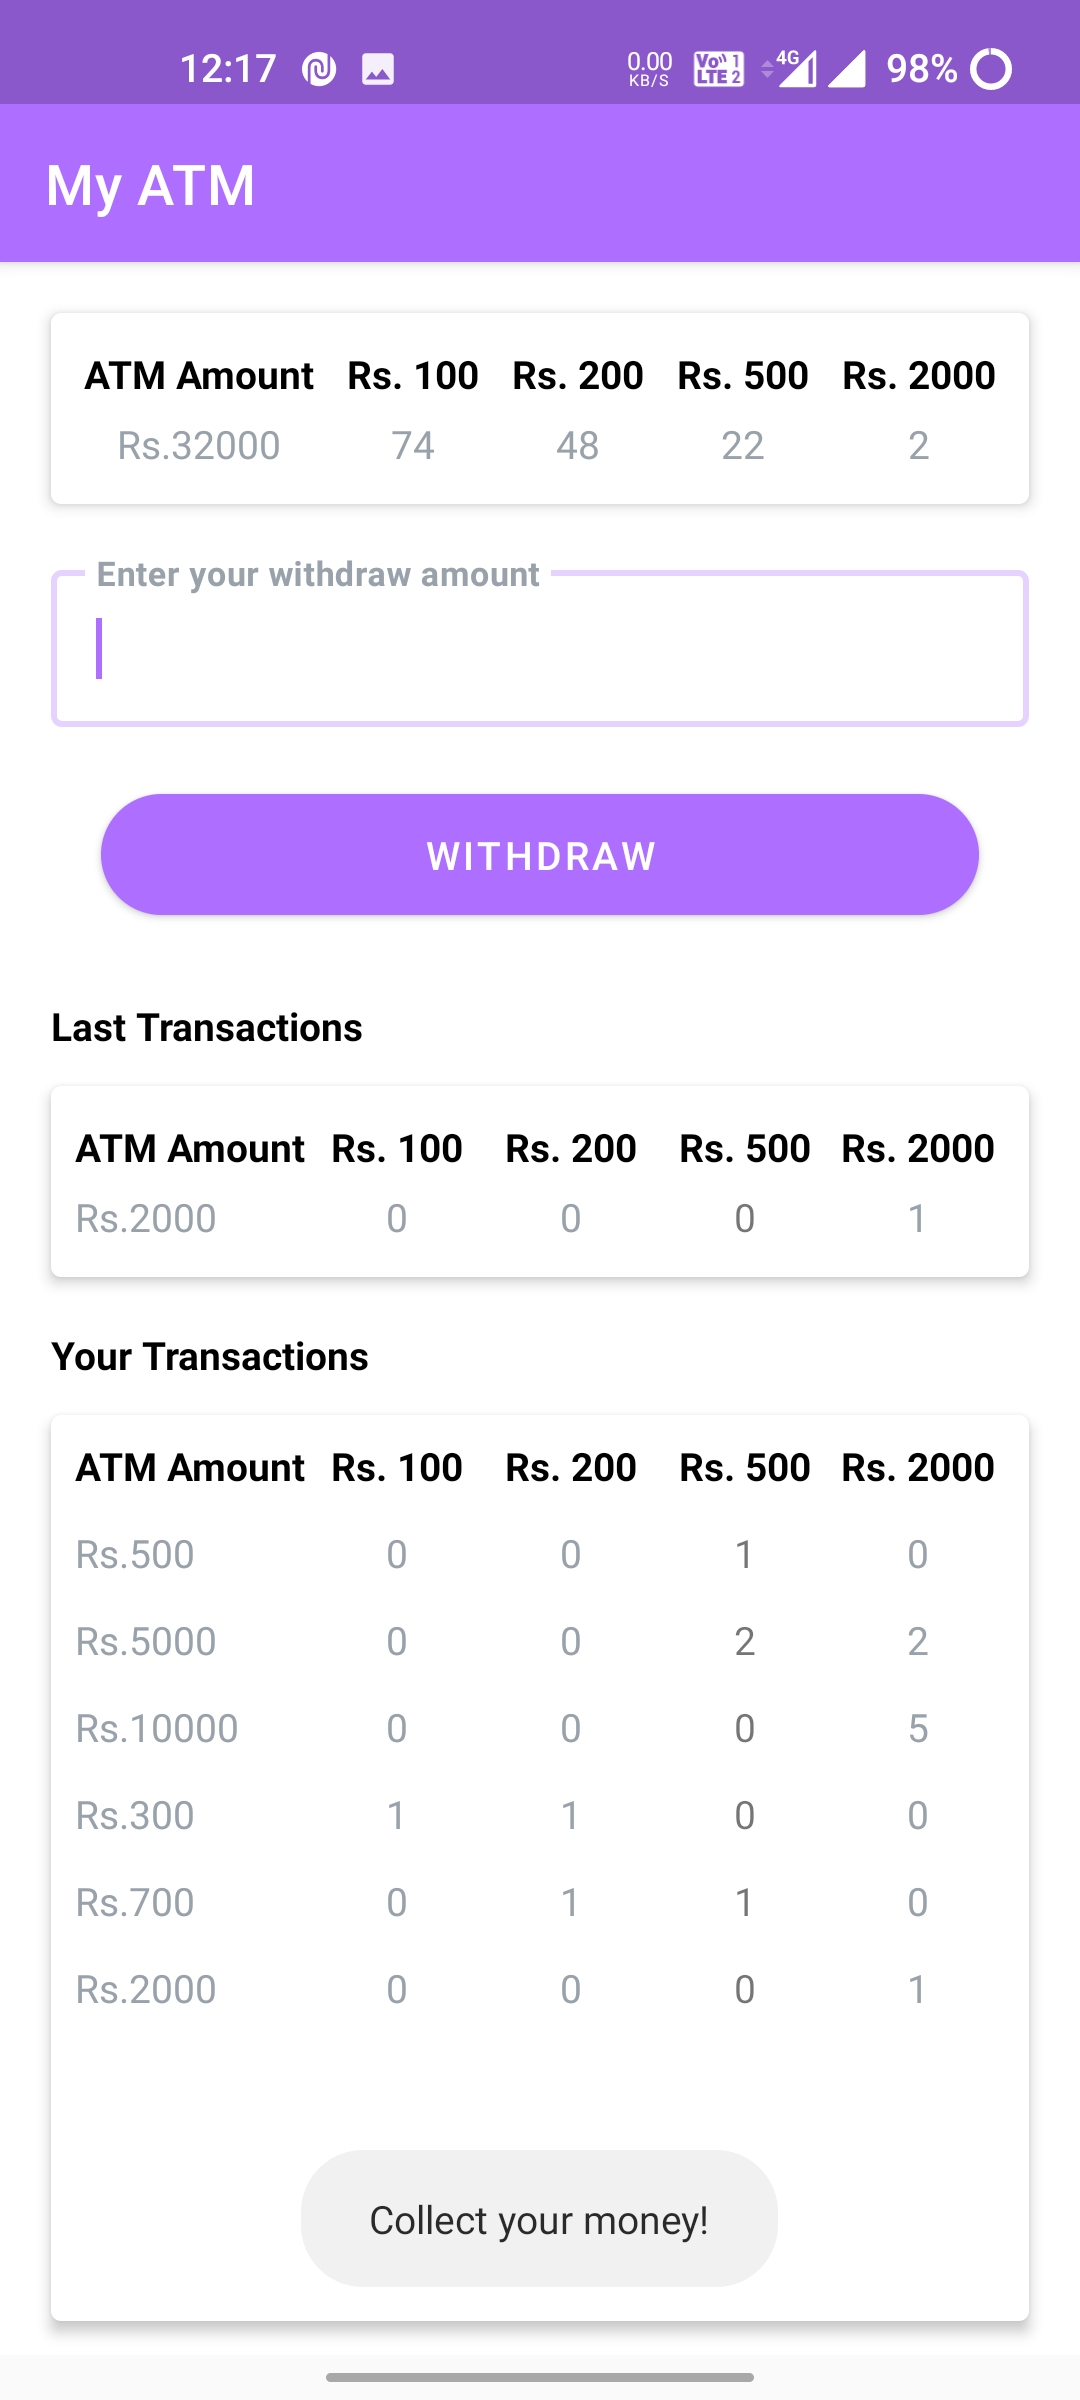 12:17 0.00 KB/S Vo LTE 1 2 4G 98%
My ATM
ATM Amount Rs. 100 Rs. 200 Rs. 500 Rs. 2000
Rs.32000 74 48 22 2
Enter your withdraw amount
WITHDRAW
Last Transactions
ATM Amount Rs. 100 Rs. 200 Rs. 500 Rs. 2000
Rs.2000 0 0 0 1
Your Transactions
ATM Amount Rs. 100 Rs. 200 Rs. 500 Rs. 2000
Rs.500 0 0 1 0
Rs.5000 0 0 2 2
Rs.10000 0 0 0 5
Rs.300 1 1 0 0
Rs.700 0 1 1 0
Rs.2000 0 0 0 1
Collect your money!